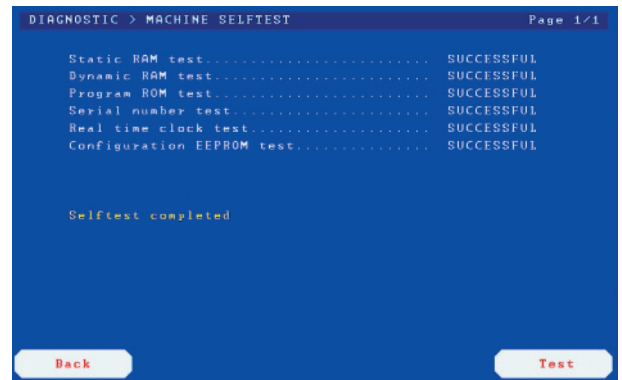 DIAGNOSTIC > MACHINE SELFTEST Page 1/1
Static RAM test......................... SUCCESSFUL
Dynamic RAM test........................ SUCCESSFUL
Program ROM test........................ SUCCESSFUL
Serial number test...................... SUCCESSFUL
Real time clock test.................... SUCCESSFUL
Configuration EEPROM test............... SUCCESSFUL
Selftest completed
Back Test